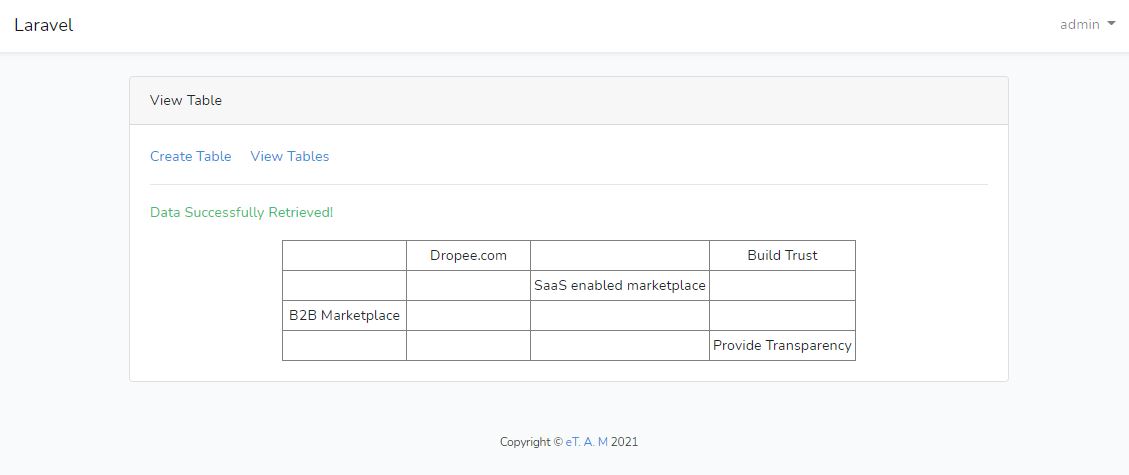 Laravel admin
View Table
Create Table View Tables
Data Successfully Retrieved!
Dropee.com Build Trust
SaaS enabled marketplace
B2B Marketplace
Provide Transparency
Copyright © eT. A. M 2021